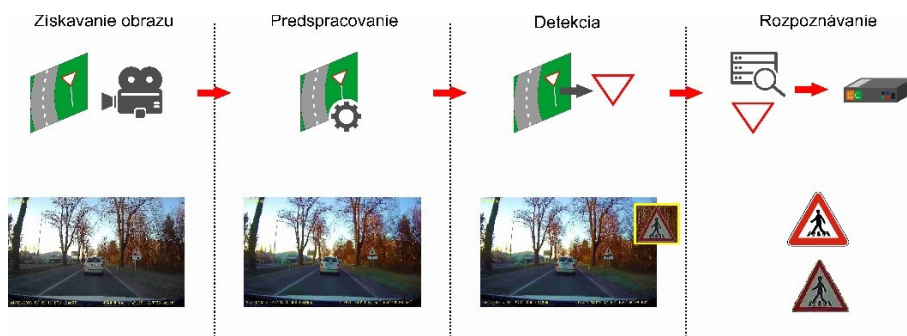 Získavanie obrazu
Predspracovanie
Detekcia
Rozpoznávanie